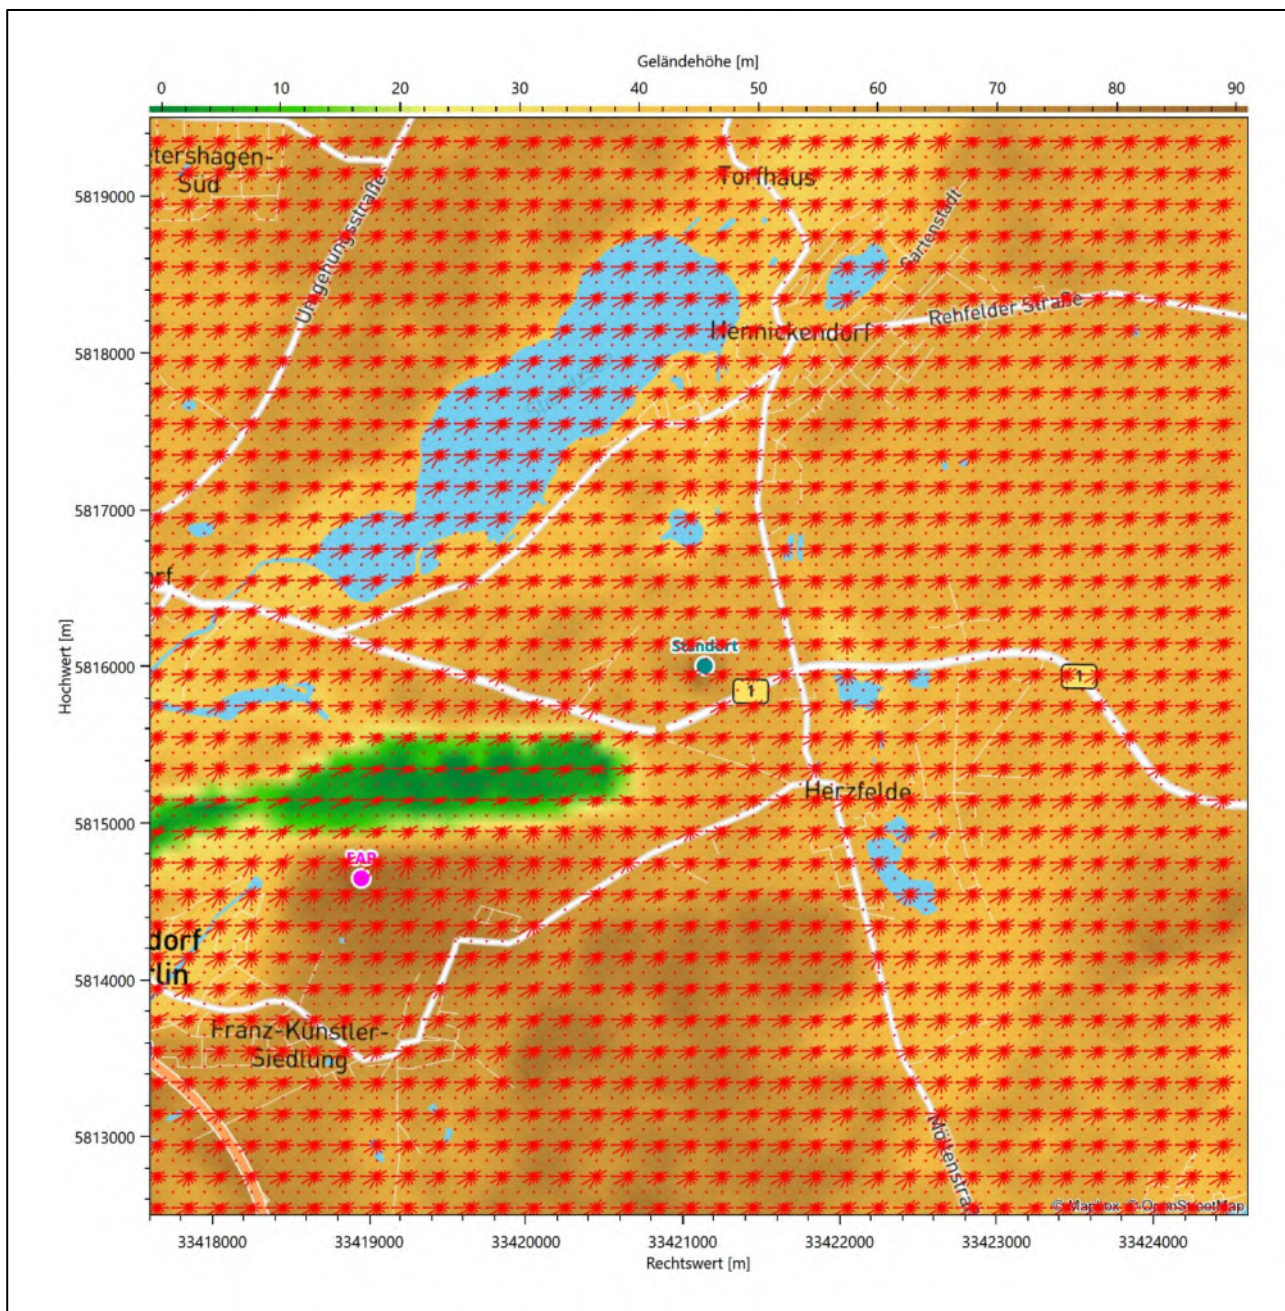 Geländehöhe [m]
0 10 20 30 40 50 60 70 80 90
tershagen-
Süd
Torfhaus
5819000
Umgehungsstraße
Gartenstadt
Rehfelder Straße
Hennickendorf
5818000
5817000
rf
Standort
5816000
1
1
Hochwert [m]
Herzfelde
5815000
EAP
dorf
rlin
5814000
Franz-Künstler-
Siedlung
5813000
© Mapbox, © OpenStreetMap
33418000 33419000 33420000 33421000 33422000 33423000 33424000
Rechtswert [m]